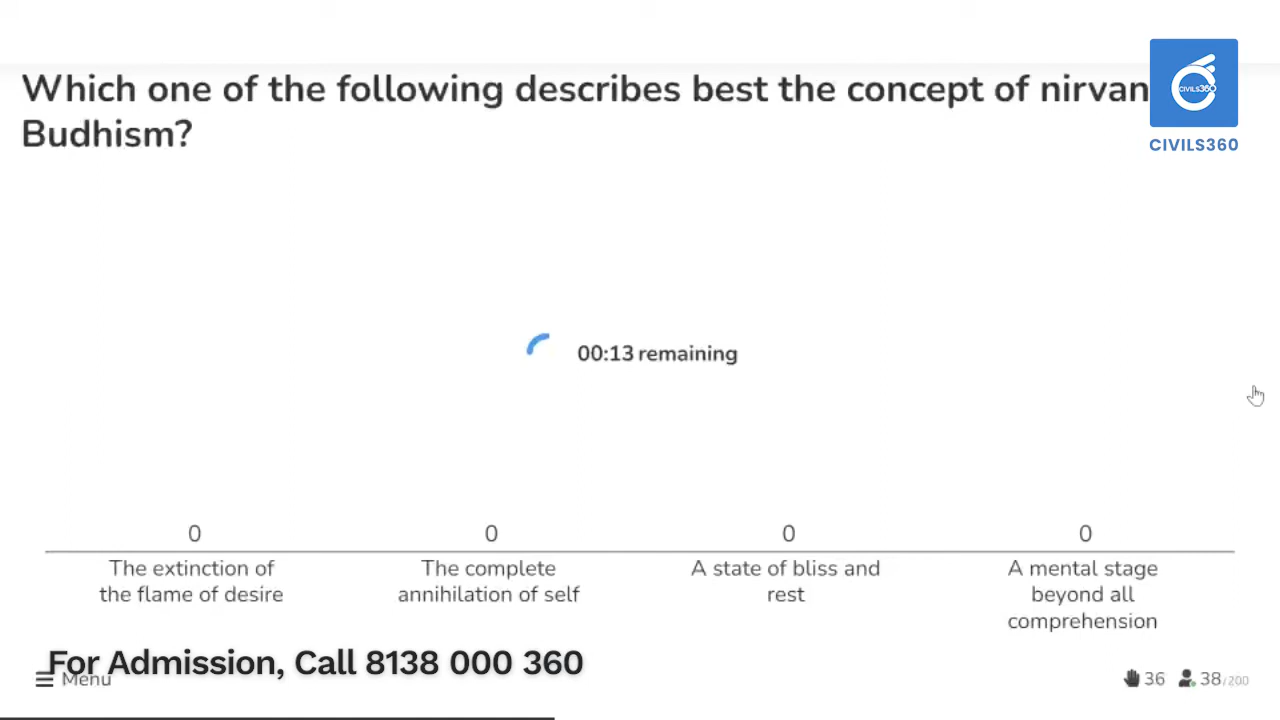 Which one of the following describes best the concept of nirvan
Budhism?
CIVILS360
CIVILS360
00:13 remaining
0 0 0 0
The extinction of
the flame of desire
The complete
annihilation of self
A state of bliss and
rest
A mental stage
beyond all
comprehension
For Admission, Call 8138 000 360
Menu
36 38/200